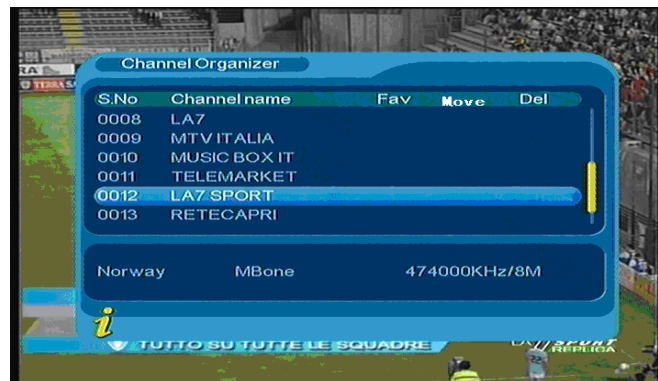 Channel Organizer
S.No Channel name Fav Move Del
0008 LA7
0009 MTV ITALIA
0010 MUSIC BOX IT
0011 TELEMARKET
0012 LA7 SPORT
0013 RETECAPRI
Norway MBone 474000KHz/8M
i
TUTTO SU TUTTE LE SQUADRE
SPORT
REPLICA